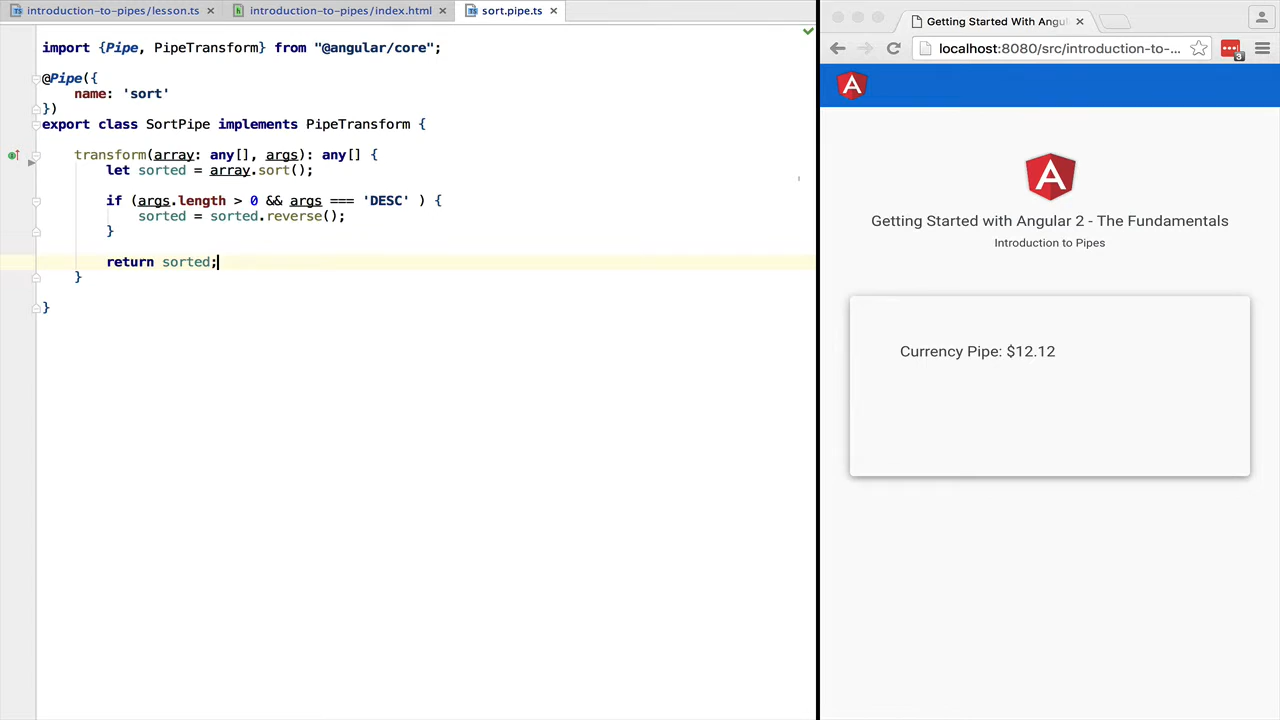 introduction-to-pipes/lesson.ts
introduction-to-pipes/index.html
sort.pipe.ts
import {Pipe, PipeTransform} from "@angular/core";
@Pipe({
name: 'sort'
})
export class SortPipe implements PipeTransform {
transform(array: any[], args): any[] {
let sorted = array.sort();
if (args.length > 0 && args === 'DESC' ) {
sorted = sorted.reverse();
}
return sorted;
}
}
Getting Started With Angul
localhost:8080/src/introduction-to-...
3
A
A
Getting Started with Angular 2 - The Fundamentals
Introduction to Pipes
Currency Pipe: $12.12